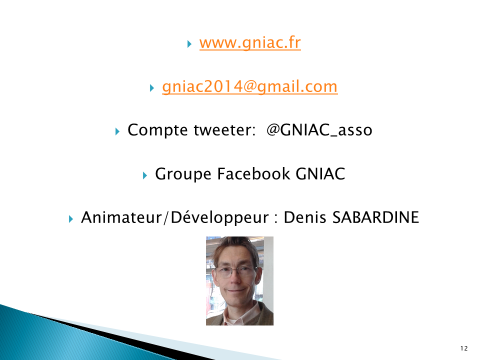 www.gniac.fr
gniac2014@gmail.com
Compte tweeter:  @GNIAC_asso
Groupe Facebook GNIAC
Animateur/Développeur : Denis SABARDINE
12